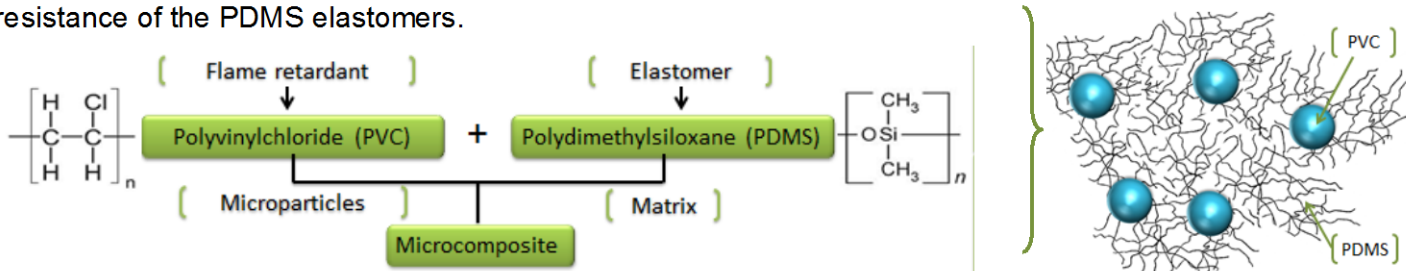 resistance of the PDMS elastomers.
Flame retardant
Elastomer
H Cl
C C
H H
n
Polyvinylchloride (PVC)
+
Polydimethylsiloxane (PDMS)
CH3
OSi
CH3
n
Microparticles
Matrix
Microcomposite
PVC
PDMS